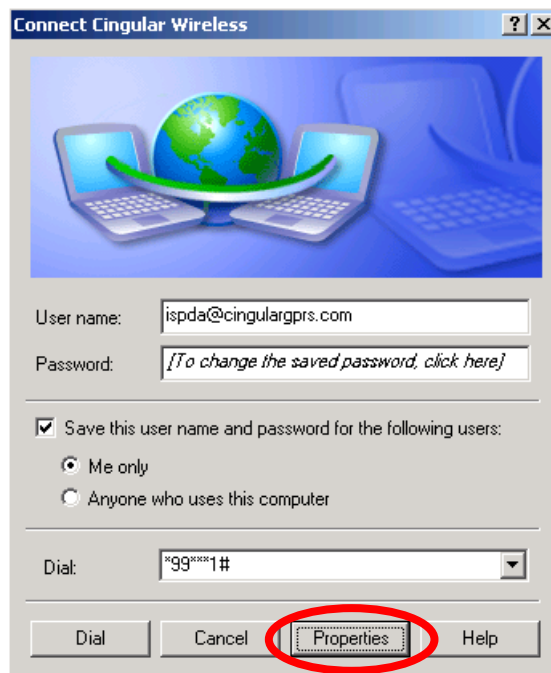 Connect Cingular Wireless
User name: ispda@cingulargprs.com
Password: [To change the saved password, click here]
Save this user name and password for the following users:
Me only
Anyone who uses this computer
Dial: *99***1#
Dial Cancel Properties Help